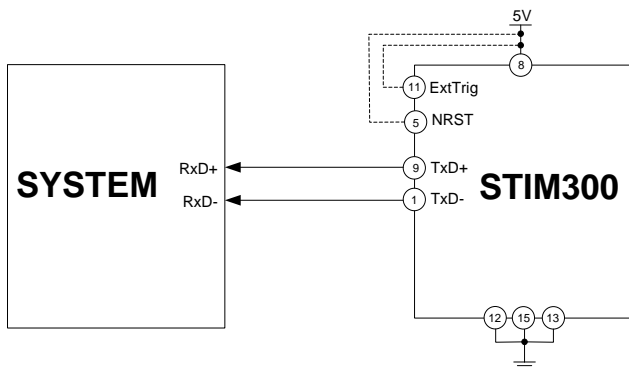 5V
8
11 ExtTrig
5 NRST
RxD+ 9 TxD+
SYSTEM STIM300
RxD- 1 TxD-
12 15 13